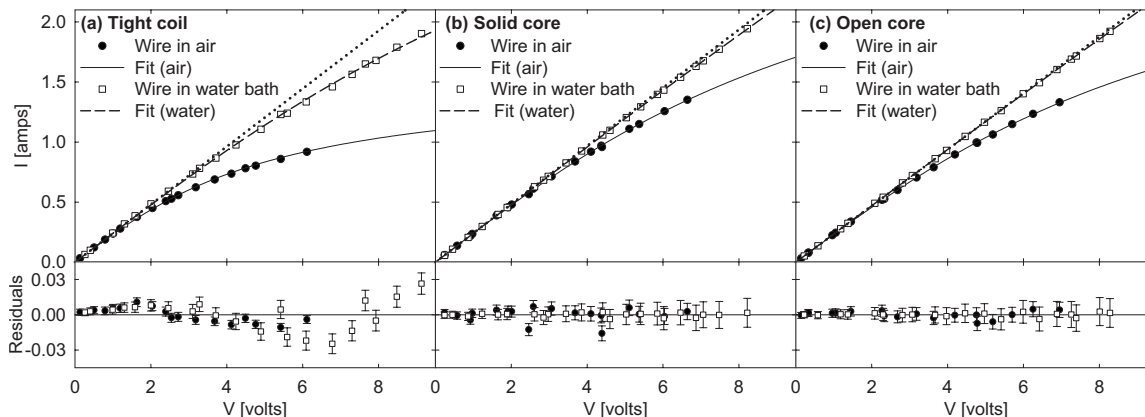 (a) Tight coil
Wire in air
Fit (air)
Wire in water bath
Fit (water)
(b) Solid core
Wire in air
Fit (air)
Wire in water bath
Fit (water)
(c) Open core
Wire in air
Fit (air)
Wire in water bath
Fit (water)
I [amps]
2.0
1.5
1.0
0.5
0.0
Residuals
0.03
0.00
-0.03
0 2 4 6 8 0 2 4 6 8 0 2 4 6 8
V [volts] V [volts] V [volts]